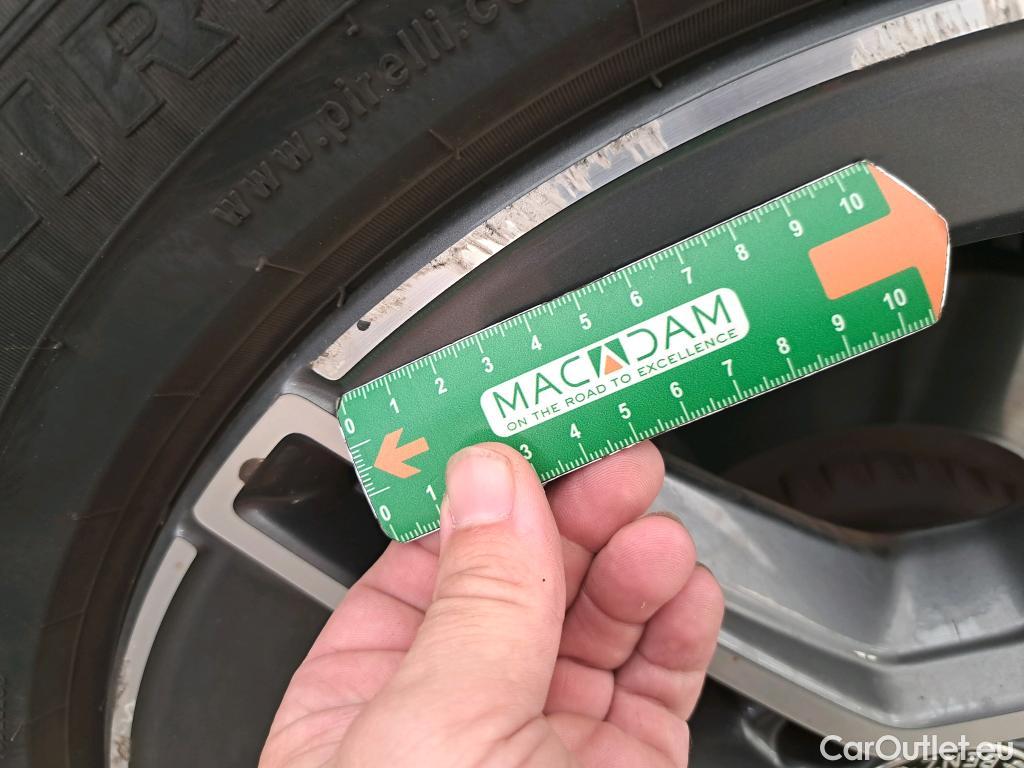 www.pirelli.co
0 1 2 3 4 5 6 7 8 9 10
MACADAM
ON THE ROAD TO EXCELLENCE
0 1 3 4 5 6 7 8 9 10
CarOutlet.eu